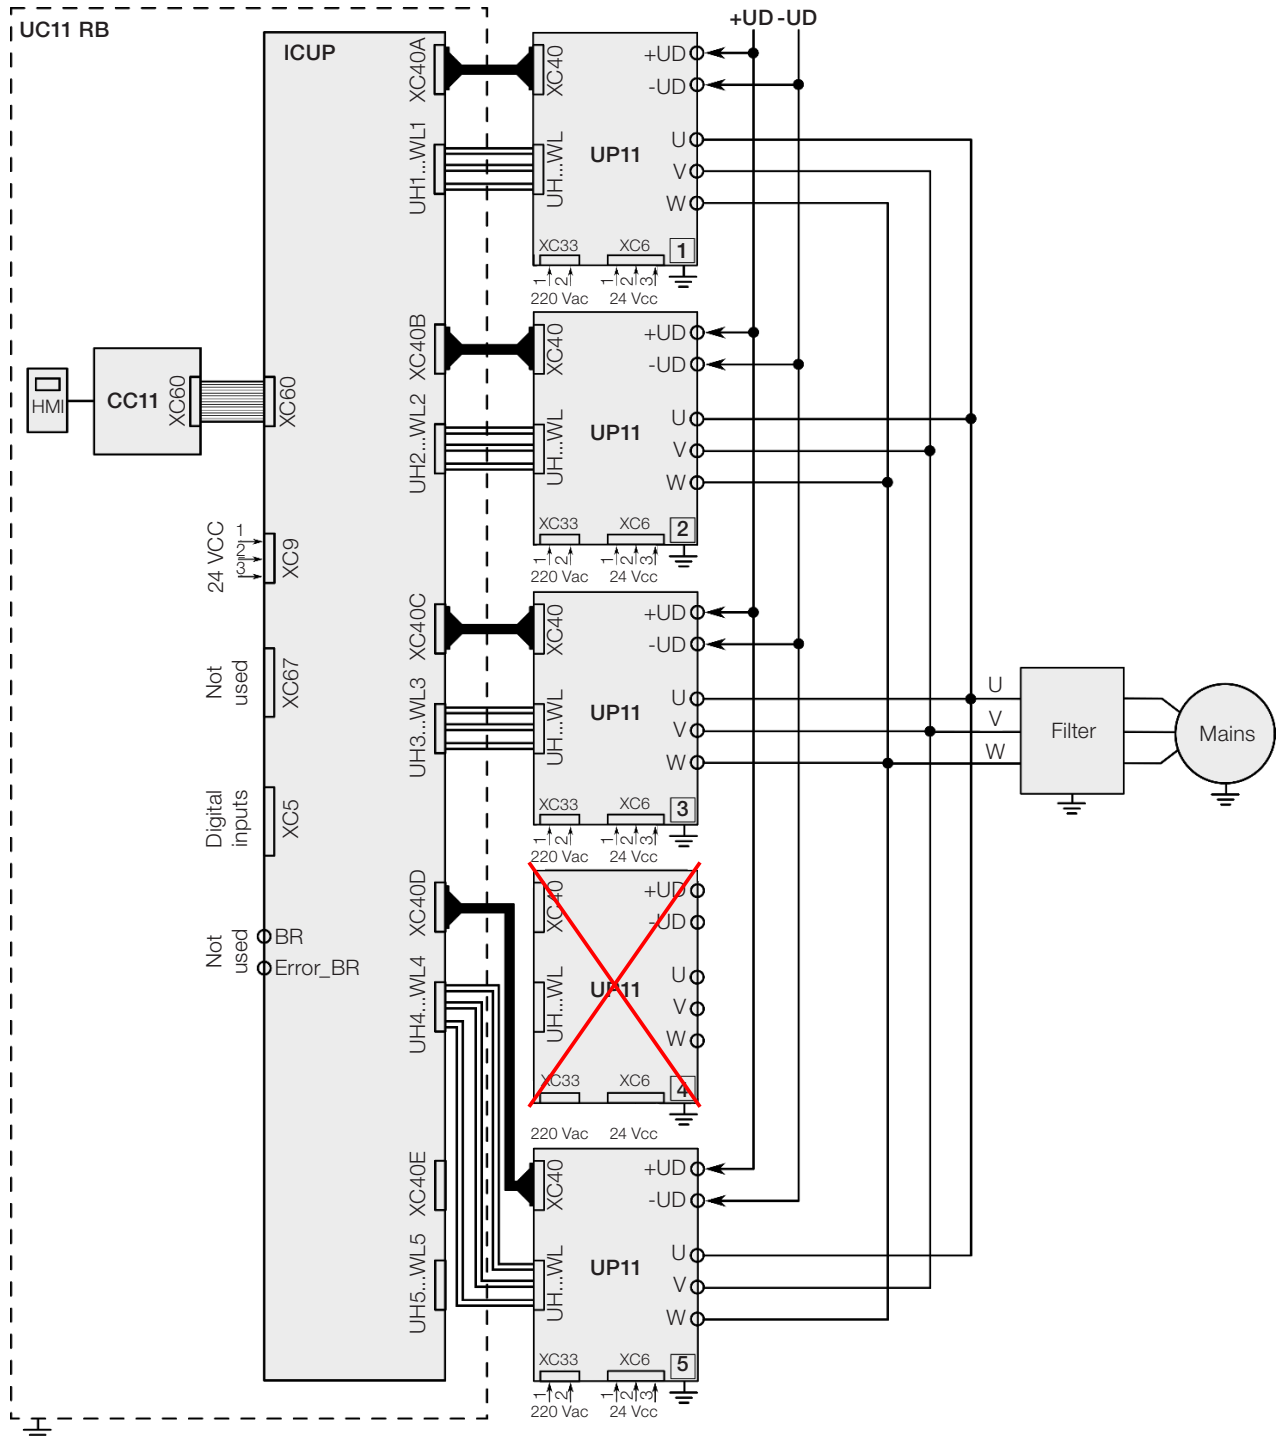 UC11 RB
+UD -UD
ICUP
XC40A
XC40
+UD
-UD
UH1...WL1
UH...WL
UP11
U
V
W
XC33
XC6
1
1
2
1
2
3
220 Vac
24 Vcc
XC40B
XC40
+UD
-UD
HMI
CC11
XC60
XC60
UH2...WL2
UH...WL
UP11
U
V
W
XC33
XC6
2
1
2
1
2
3
220 Vac
24 Vcc
24 VCC
1
2
3
XC9
XC40C
XC40
+UD
-UD
Not
used
XC67
UH3...WL3
UH...WL
UP11
U
V
W
U
V
W
Filter
Mains
Digital
inputs
XC5
XC33
XC6
3
1
2
1
2
3
220 Vac
24 Vcc
XC40D
XC40
+UD
-UD
Not
used
BR
Error_BR
UH4...WL4
UH...WL
UP11
U
V
W
XC33
XC6
4
220 Vac
24 Vcc
XC40E
XC40
+UD
-UD
UH5...WL5
UH...WL
UP11
U
V
W
XC33
XC6
5
1
2
1
2
3
220 Vac
24 Vcc